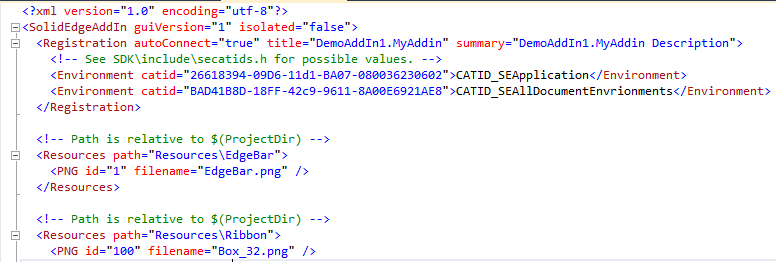 <?xml version="1.0" encoding="utf-8"?>
<SolidEdgeAddIn guiVersion="1" isolated="false">
<Registration autoConnect="true" title="DemoAddIn1.MyAddin" summary="DemoAddIn1.MyAddin Description">
<!-- See SDK\include\secatids.h for possible values. -->
<Environment catid="26618394-09D6-11d1-BA07-080036230602">CATID_SEApplication</Environment>
<Environment catid="BAD41B8D-18FF-42c9-9611-8A00E6921AE8">CATID_SEAllDocumentEnvrionments</Environment>
</Registration>
<!-- Path is relative to $(ProjectDir) -->
<Resources path="Resources\EdgeBar">
<PNG id="1" filename="EdgeBar.png" />
</Resources>
<!-- Path is relative to $(ProjectDir) -->
<Resources path="Resources\Ribbon">
<PNG id="100" filename="Box_32.png" />